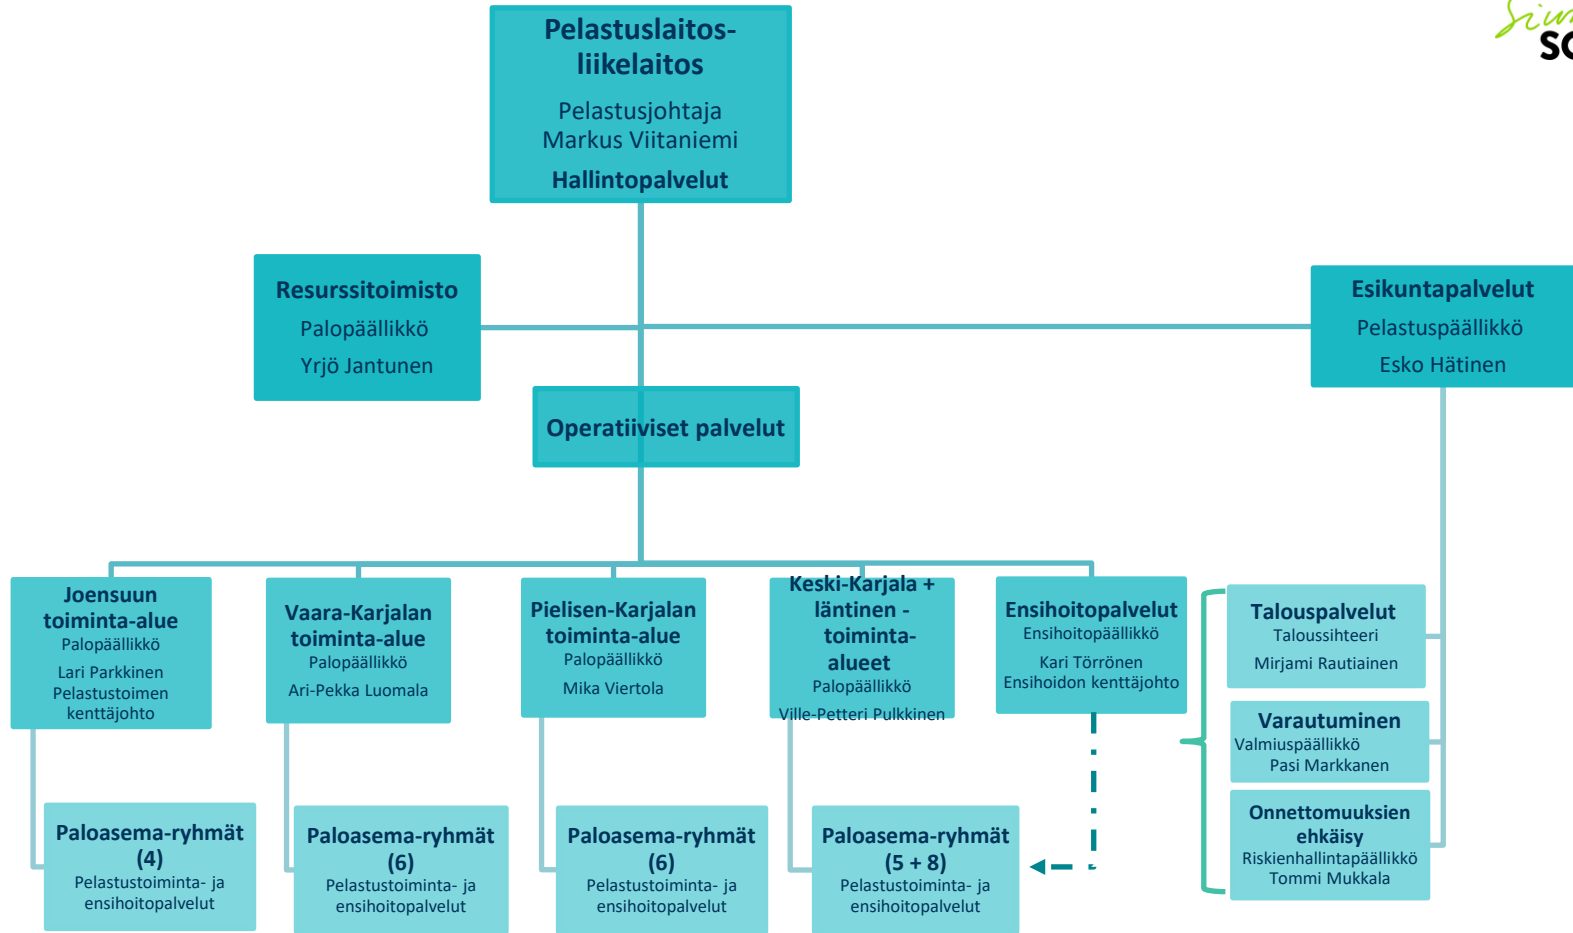 Siun
Pelastuslaitos-
liikelaitos
Pelastusjohtaja
Markus Viitaniemi
Hallintopalvelut
Resurssitoimisto
Palopäällikkö
Yrjö Jantunen
Esikuntapalvelut
Pelastuspäällikkö
Esko Hätinen
Operatiiviset palvelut
Joensuun
toiminta-alue
Palopäällikkö
Lari Parkkinen
Pelastustoimen
kenttäjohto
Vaara-Karjalan
toiminta-alue
Palopäällikkö
Ari-Pekka Luomala
Pielisen-Karjalan
toiminta-alue
Palopäällikkö
Mika Viertola
Keski-Karjala +
läntinen -
toiminta-
alueet
Palopäällikkö
Ville-Petteri Pulkkinen
Ensihoitopalvelut
Ensihoitopäällikkö
Kari Törrönen
Ensihoidon kenttäjohto
Talouspalvelut
Taloussihteeri
Mirjami Rautiainen
Varautuminen
Valmiuspäällikkö
Pasi Markkanen
Onnettomuuksien
ehkäisy
Riskienhallintapäällikkö
Tommi Mukkala
Paloasema-ryhmät
(4)
Pelastustoiminta- ja
ensihoitopalvelut
Paloasema-ryhmät
(6)
Pelastustoiminta- ja
ensihoitopalvelut
Paloasema-ryhmät
(6)
Pelastustoiminta- ja
ensihoitopalvelut
Paloasema-ryhmät
(5 + 8)
Pelastustoiminta- ja
ensihoitopalvelut